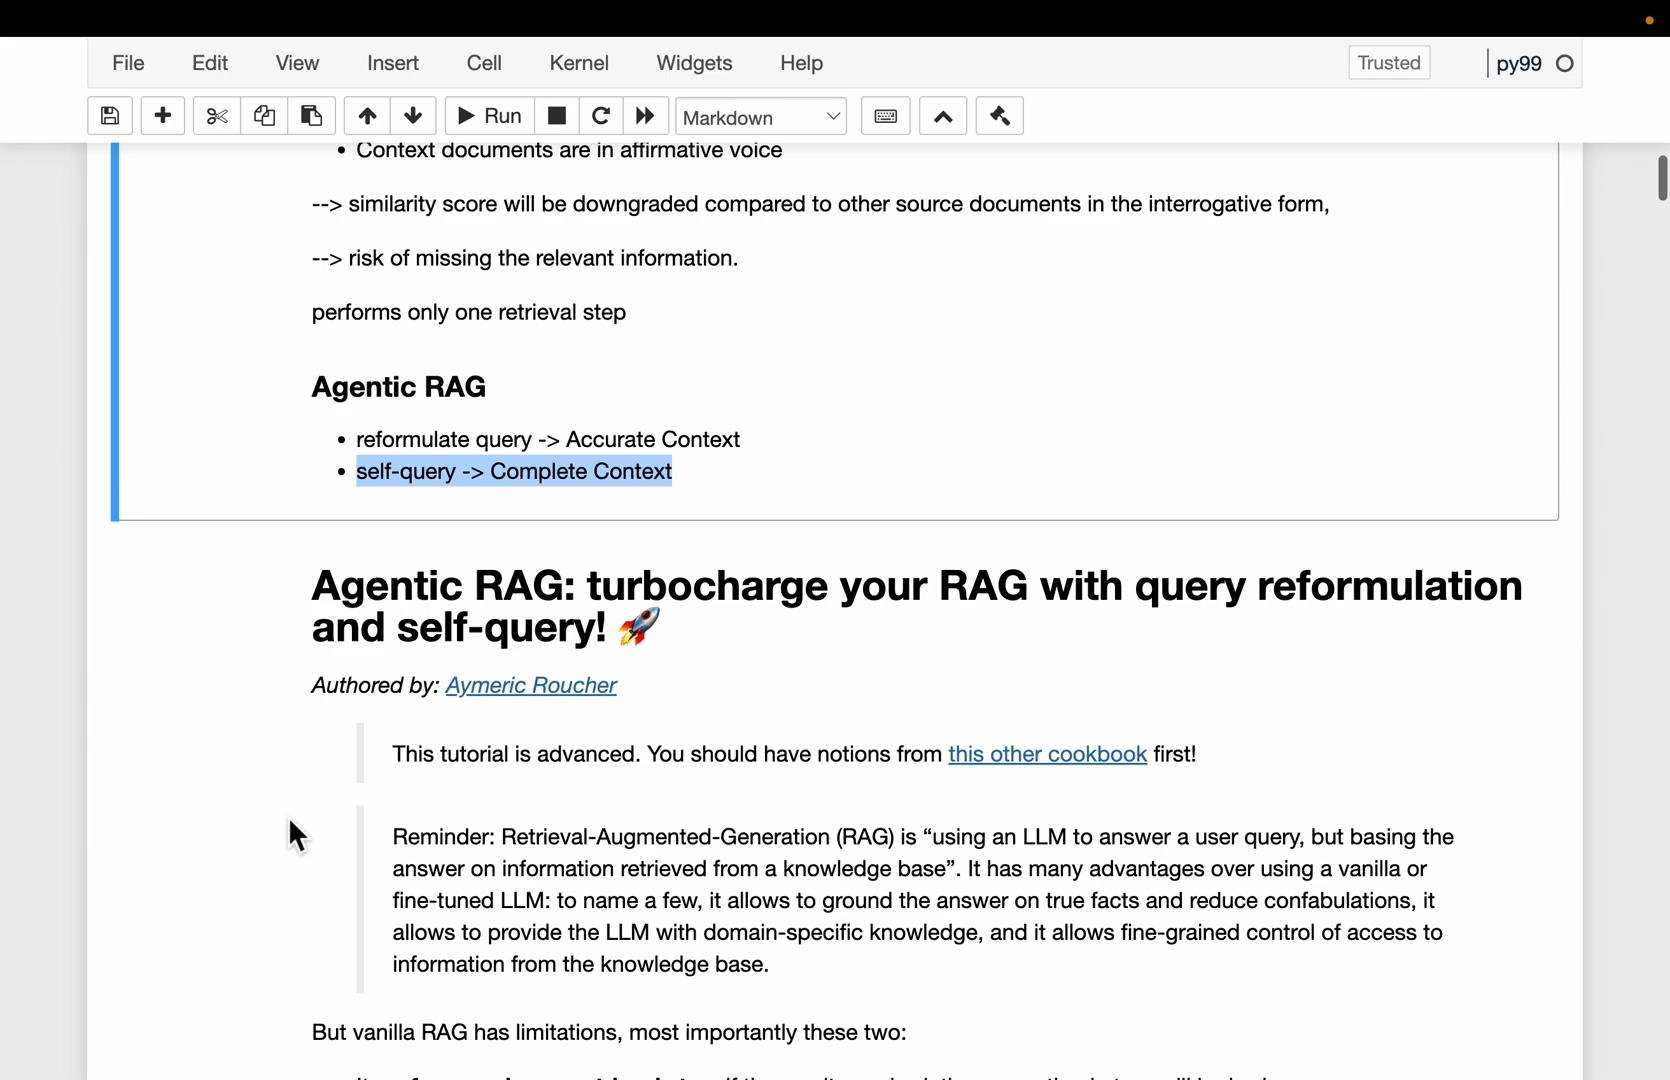 File Edit View Insert Cell Kernel Widgets Help Trusted py99
Run Markdown
• Context documents are in affirmative voice
--> similarity score will be downgraded compared to other source documents in the interrogative form,
--> risk of missing the relevant information.
performs only one retrieval step
Agentic RAG
• reformulate query -> Accurate Context
• self-query -> Complete Context
Agentic RAG: turbocharge your RAG with query reformulation
and self-query! 🚀
Authored by: Aymeric Roucher
This tutorial is advanced. You should have notions from this other cookbook first!
Reminder: Retrieval-Augmented-Generation (RAG) is “using an LLM to answer a user query, but basing the
answer on information retrieved from a knowledge base”. It has many advantages over using a vanilla or
fine-tuned LLM: to name a few, it allows to ground the answer on true facts and reduce confabulations, it
allows to provide the LLM with domain-specific knowledge, and it allows fine-grained control of access to
information from the knowledge base.
But vanilla RAG has limitations, most importantly these two: